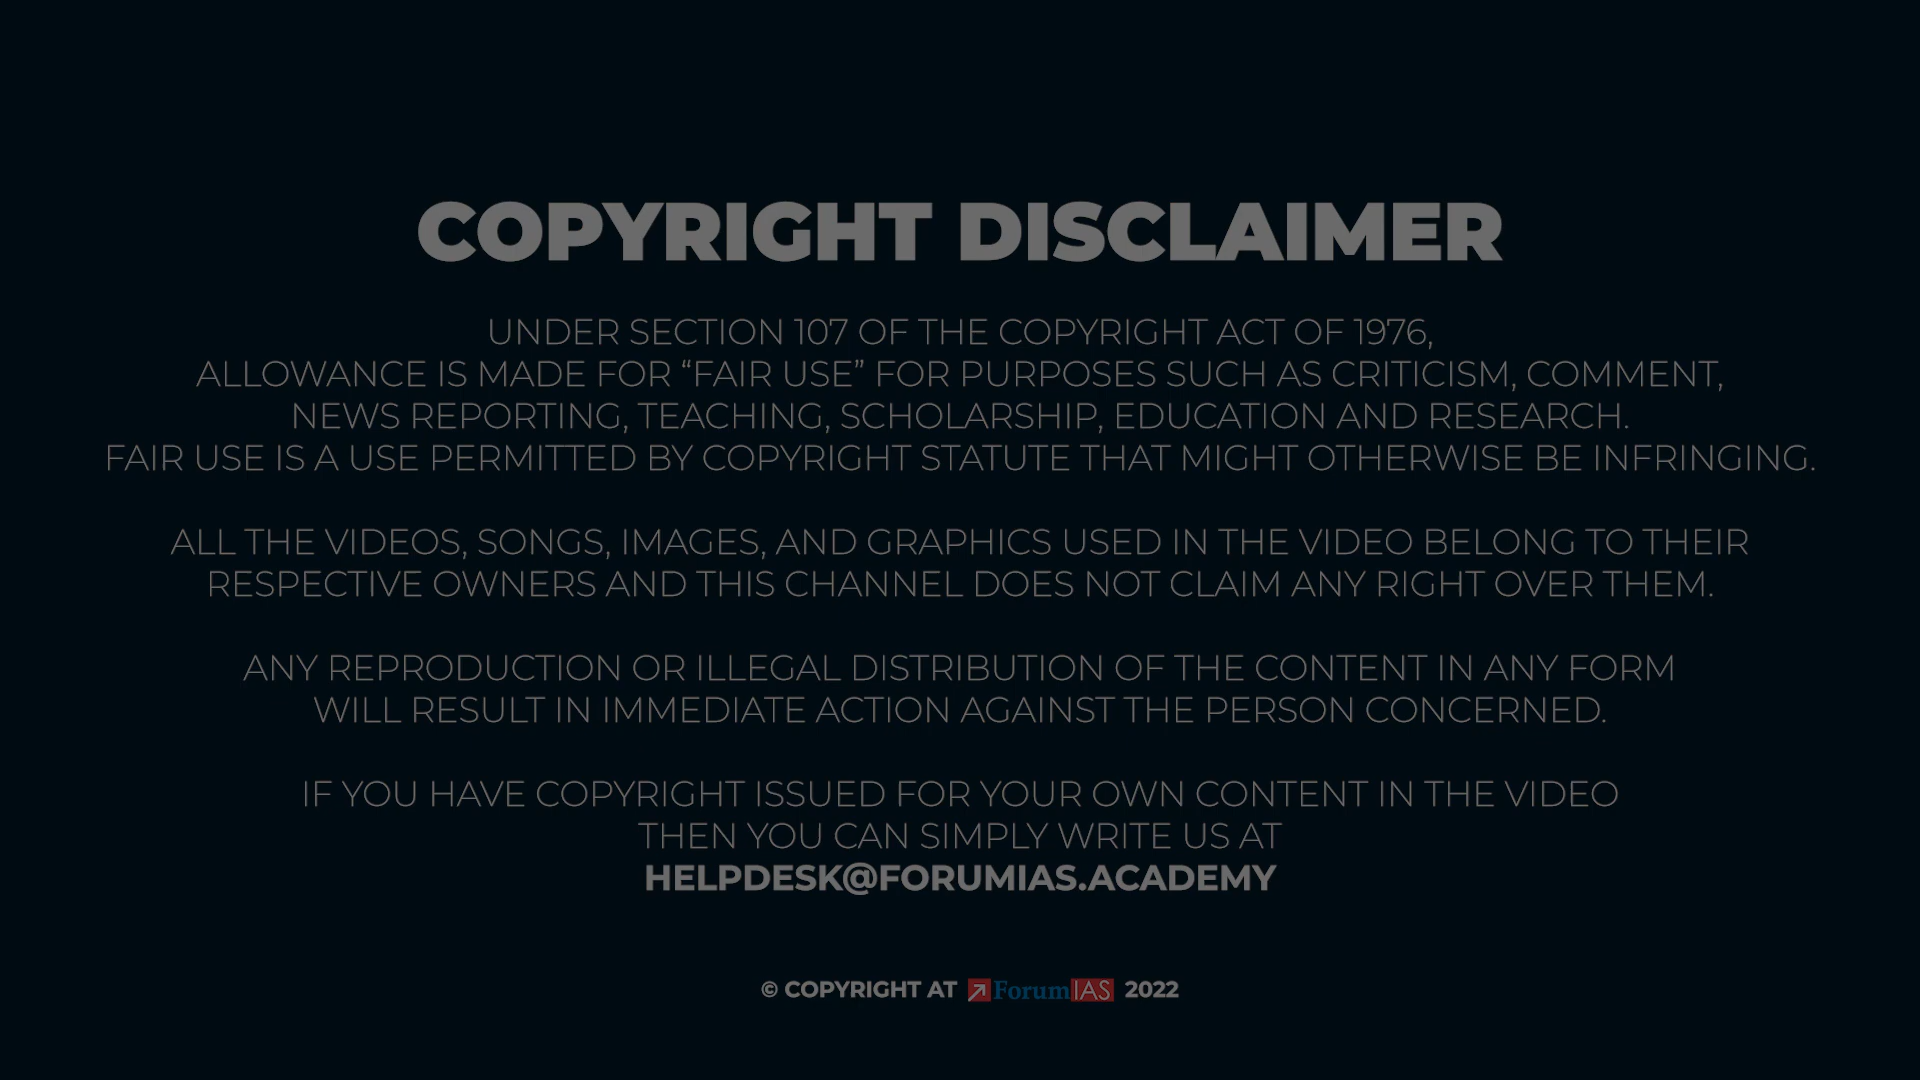 COPYRIGHT DISCLAIMER
UNDER SECTION 107 OF THE COPYRIGHT ACT OF 1976,
ALLOWANCE IS MADE FOR “FAIR USE” FOR PURPOSES SUCH AS CRITICISM, COMMENT,
NEWS REPORTING, TEACHING, SCHOLARSHIP, EDUCATION AND RESEARCH.
FAIR USE IS A USE PERMITTED BY COPYRIGHT STATUTE THAT MIGHT OTHERWISE BE INFRINGING.
ALL THE VIDEOS, SONGS, IMAGES, AND GRAPHICS USED IN THE VIDEO BELONG TO THEIR
RESPECTIVE OWNERS AND THIS CHANNEL DOES NOT CLAIM ANY RIGHT OVER THEM.
ANY REPRODUCTION OR ILLEGAL DISTRIBUTION OF THE CONTENT IN ANY FORM
WILL RESULT IN IMMEDIATE ACTION AGAINST THE PERSON CONCERNED.
IF YOU HAVE COPYRIGHT ISSUED FOR YOUR OWN CONTENT IN THE VIDEO
THEN YOU CAN SIMPLY WRITE US AT
HELPDESK@FORUMIAS.ACADEMY
© COPYRIGHT AT ForumIAS 2022